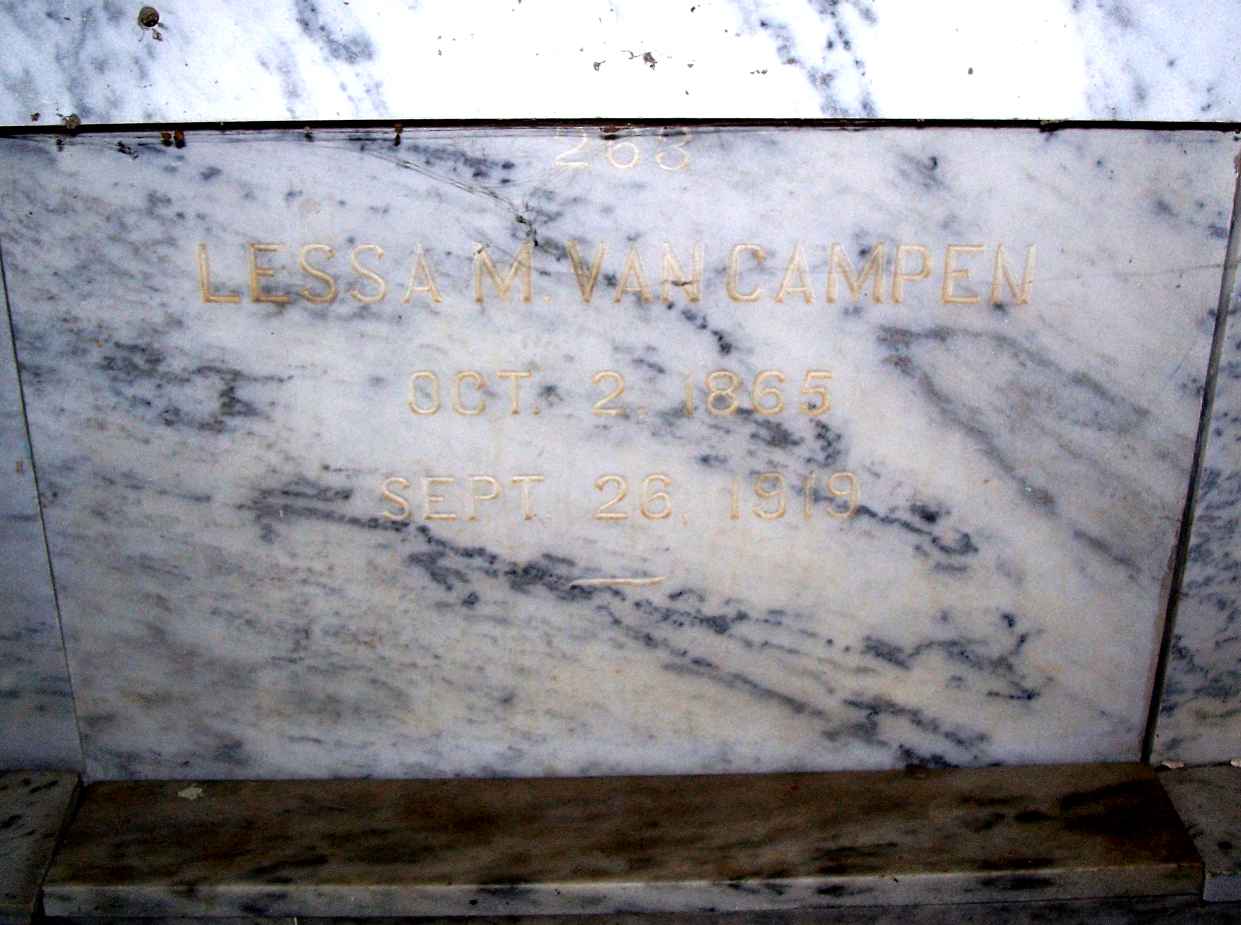 263
LESSA M. VAN CAMPEN
OCT. 2, 1865
SEPT. 26, 1919